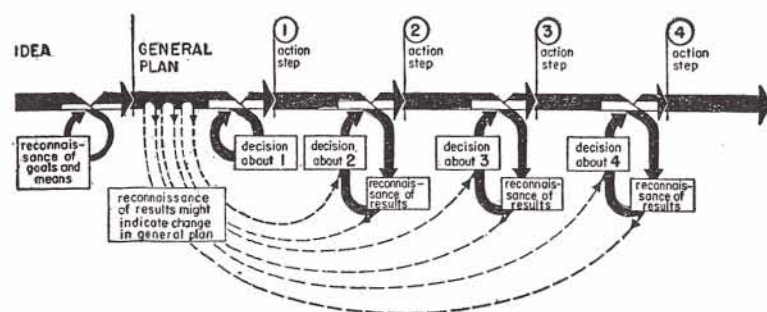 IDEA
GENERAL
PLAN
1
action
step
2
action
step
3
action
step
4
action
step
reconnais-
sance of
goals and
means
decision
about 1
decision
about 2
reconnais-
sance of
results
decision
about 3
reconnais-
sance of
results
decision
about 4
reconnais-
sance of
results
reconnaissance
of results might
indicate change
in general plan